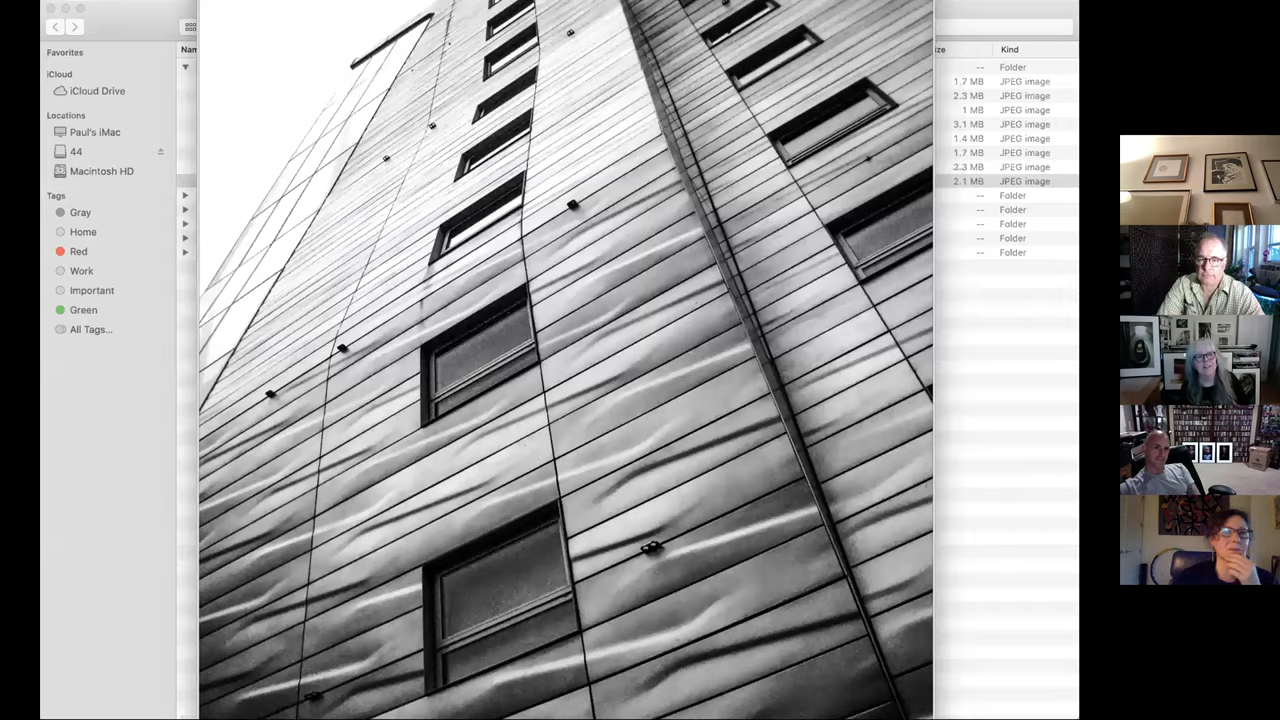 Favorites
iCloud
iCloud Drive
Locations
Paul's iMac
44
Macintosh HD
Tags
Gray
Home
Red
Work
Important
Green
All Tags...
Nan
ze Kind
-- Folder
1.7 MB JPEG image
2.3 MB JPEG image
1 MB JPEG image
3.1 MB JPEG image
1.4 MB JPEG image
1.7 MB JPEG image
2.3 MB JPEG image
2.1 MB JPEG image
-- Folder
-- Folder
-- Folder
-- Folder
-- Folder